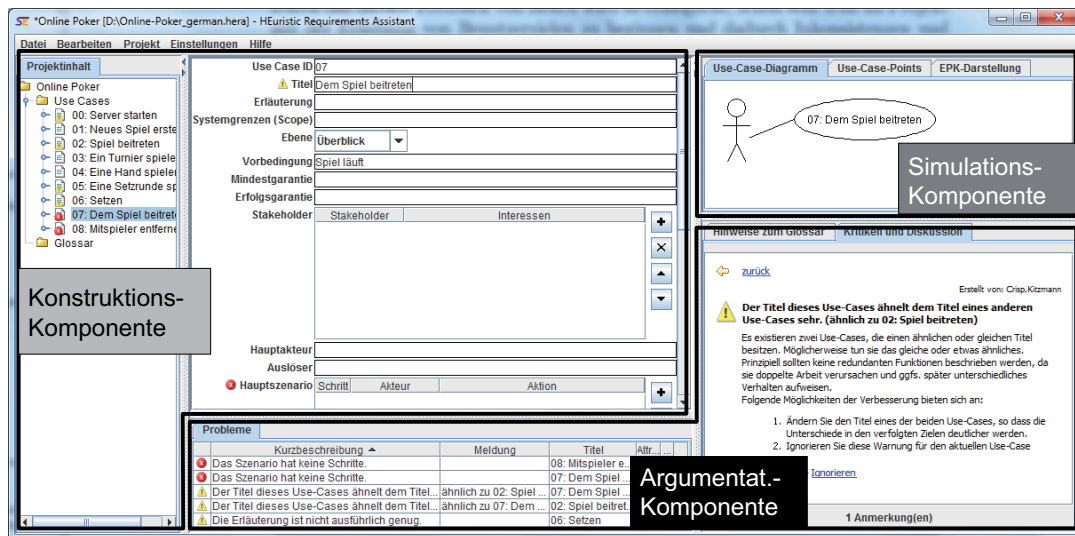 *Online Poker [D:\Online-Poker_german.hera] - HEuristic Requirements Assistant
Datei Bearbeiten Projekt Einstellungen Hilfe
Projektinhalt
Online Poker
Use Cases
00: Server starten
01: Neues Spiel erste
02: Spiel beitreten
03: Ein Turnier spiele
04: Eine Hand spieler
05: Eine Setzrunde sp
06: Setzen
07: Dem Spiel beitrete
08: Mitspieler entferne
Glossar
Konstruktions-
Komponente
Use Case ID 07
Titel Dem Spiel beitreten
Erläuterung
Systemgrenzen (Scope)
Ebene Überblick
Vorbedingung Spiel läuft
Mindestgarantie
Erfolgsgarantie
Stakeholder Stakeholder Interessen
Hauptakteur
Auslöser
Hauptszenario Schritt Akteur Aktion
Probleme
Kurzbeschreibung Meldung Titel Attr... ...
Das Szenario hat keine Schritte. 08: Mitspieler e...
Das Szenario hat keine Schritte. 07: Dem Spiel ...
Der Titel dieses Use-Cases ähnelt dem Titel... ähnlich zu 02: Spiel ... 07: Dem Spiel ...
Der Titel dieses Use-Cases ähnelt dem Titel... ähnlich zu 07: Dem ... 02: Spiel beitret...
Die Erläuterung ist nicht ausführlich genug. 06: Setzen
Use-Case-Diagramm Use-Case-Points EPK-Darstellung
07: Dem Spiel beitreten
Simulations-
Komponente
Hinweise zum Glossar Kritiken und Diskussion
zurück
Erstellt von: Crisp,Kitzmann
Der Titel dieses Use-Cases ähnelt dem Titel eines anderen
Use-Cases sehr. (ähnlich zu 02: Spiel beitreten)
Es existieren zwei Use-Cases, die einen ähnlichen oder gleichen Titel
besitzen. Möglicherweise tun sie das gleiche oder etwas ähnliches.
Prinzipiell sollten keine redundanten Funktionen beschrieben werden, da
sie doppelte Arbeit verursachen und ggfs. später unterschiedliches
Verhalten aufweisen.
Folgende Möglichkeiten der Verbesserung bieten sich an:
1. Ändern Sie den Titel eines der beiden Use-Cases, so dass die
Unterschiede in den verfolgten Zielen deutlicher werden.
2. Ignorieren Sie diese Warnung für den aktuellen Use-Case
Ignorieren
Argumentat.-
Komponente
1 Anmerkung(en)